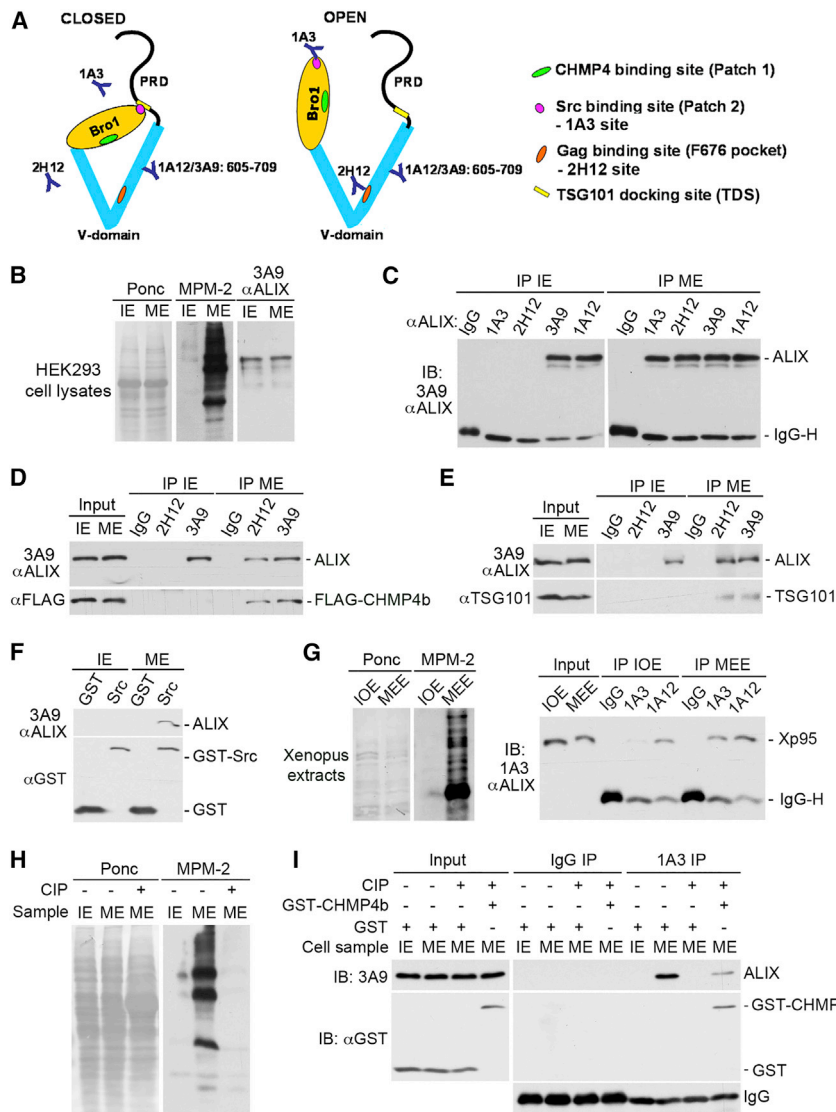 A
CLOSED
OPEN
1A3
PRD
Bro1
2H12
1A12/3A9: 605-709
V-domain
1A3
PRD
Bro1
2H12
1A12/3A9: 605-709
V-domain
CHMP4 binding site (Patch 1)
Src binding site (Patch 2)
- 1A3 site
Gag binding site (F676 pocket)
- 2H12 site
TSG101 docking site (TDS)
B
Ponc MPM-2 3A9 αALIX
IE ME IE ME IE ME
HEK293
cell lysates
C
IP IE IP ME
αALIX: IgG 1A3 2H12 3A9 1A12 IgG 1A3 2H12 3A9 1A12
IB:
3A9
αALIX
- ALIX
- IgG-H
D
Input IP IE IP ME
IE ME IgG 2H12 3A9 IgG 2H12 3A9
3A9
αALIX
- ALIX
αFLAG
- FLAG-CHMP4b
E
Input IP IE IP ME
IE ME IgG 2H12 3A9 IgG 2H12 3A9
3A9
αALIX
- ALIX
αTSG101
- TSG101
F
IE ME
GST Src GST Src
3A9
αALIX
- ALIX
αGST
- GST-Src
- GST
G
Ponc MPM-2
IOE MEE IOE MEE
Xenopus
extracts
Input IP IOE IP MEE
IOE MEE IgG 1A3 1A12 IgG 1A3 1A12
IB:
1A3
αALIX
- Xp95
- IgG-H
H
Ponc MPM-2
CIP - - + - - +
Sample IE ME ME IE ME ME
I
Input IgG IP 1A3 IP
CIP - - + + - - + + - - + +
GST-CHMP4b - - - + - - - + - - - +
GST + + + - + + + - + + + -
Cell sample IE ME ME ME IE ME ME ME IE ME ME ME
IB: 3A9
ALIX
IB: αGST
- GST-CHMP
- GST
IgG